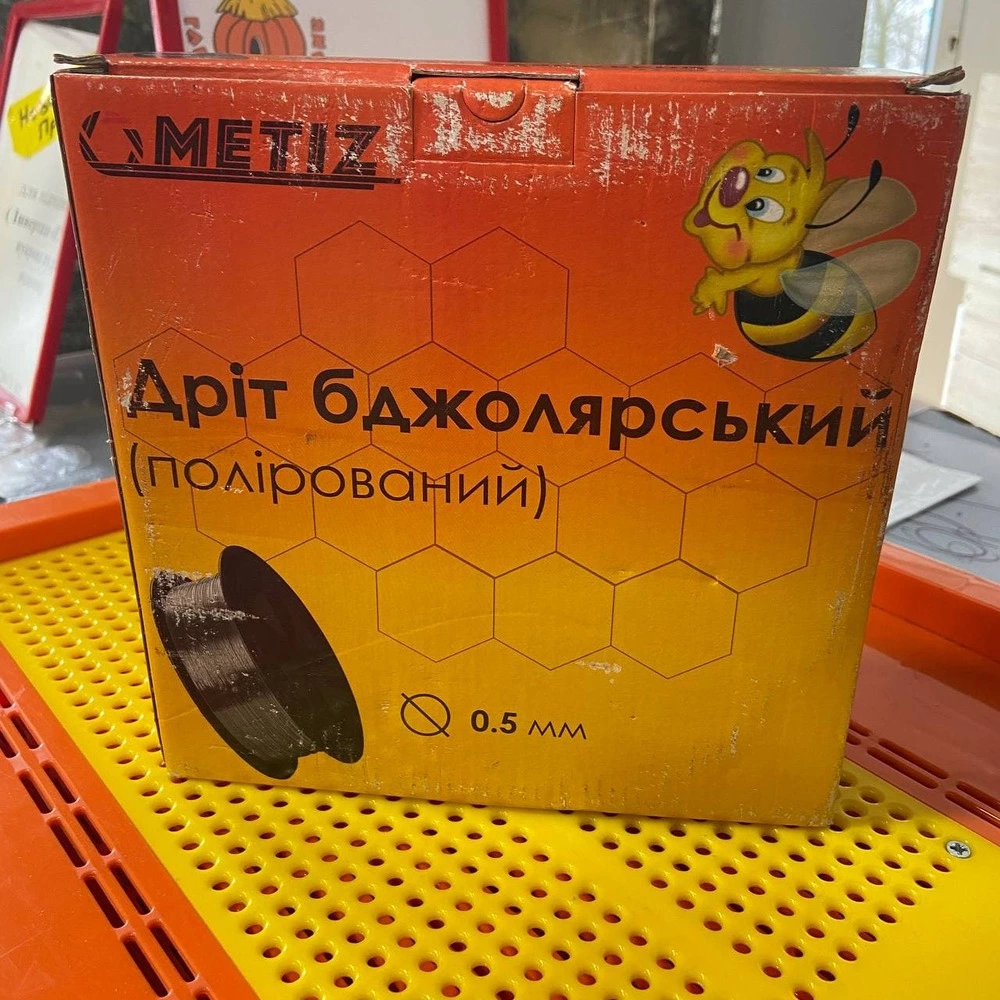 METIZ
Дріт бджолярський
(полірований)
0.5 мм